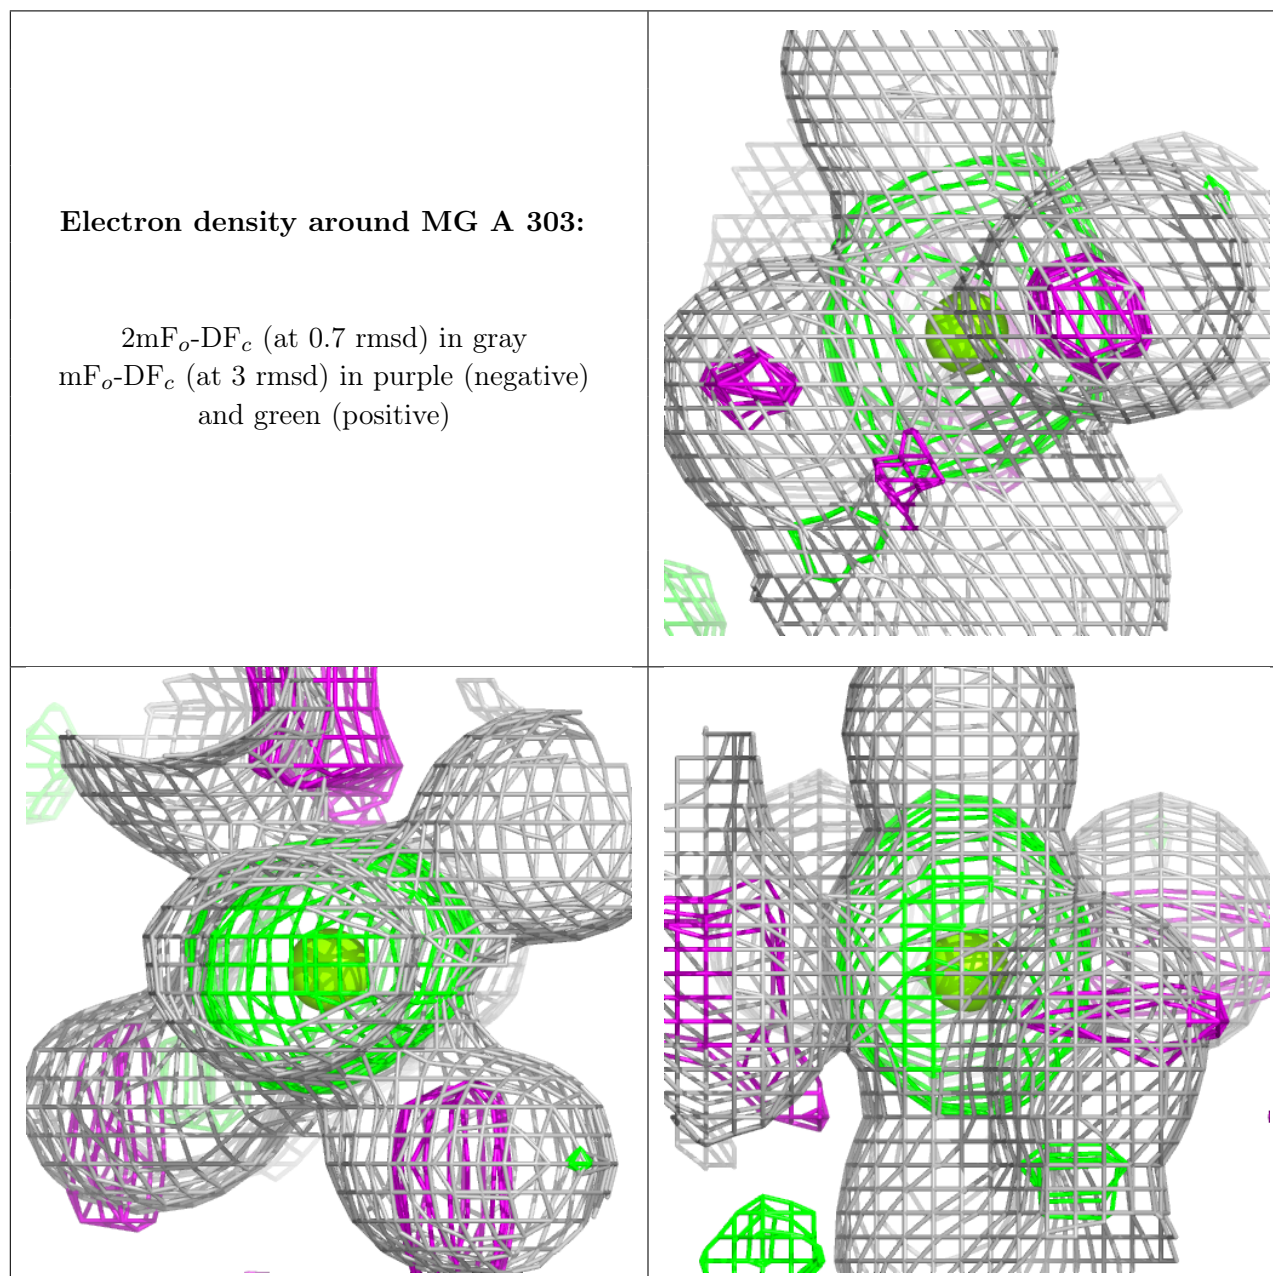 Electron density around MG A 303:
2mFₒ-DF𝒸 (at 0.7 rmsd) in gray
mFₒ-DF𝒸 (at 3 rmsd) in purple (negative)
and green (positive)